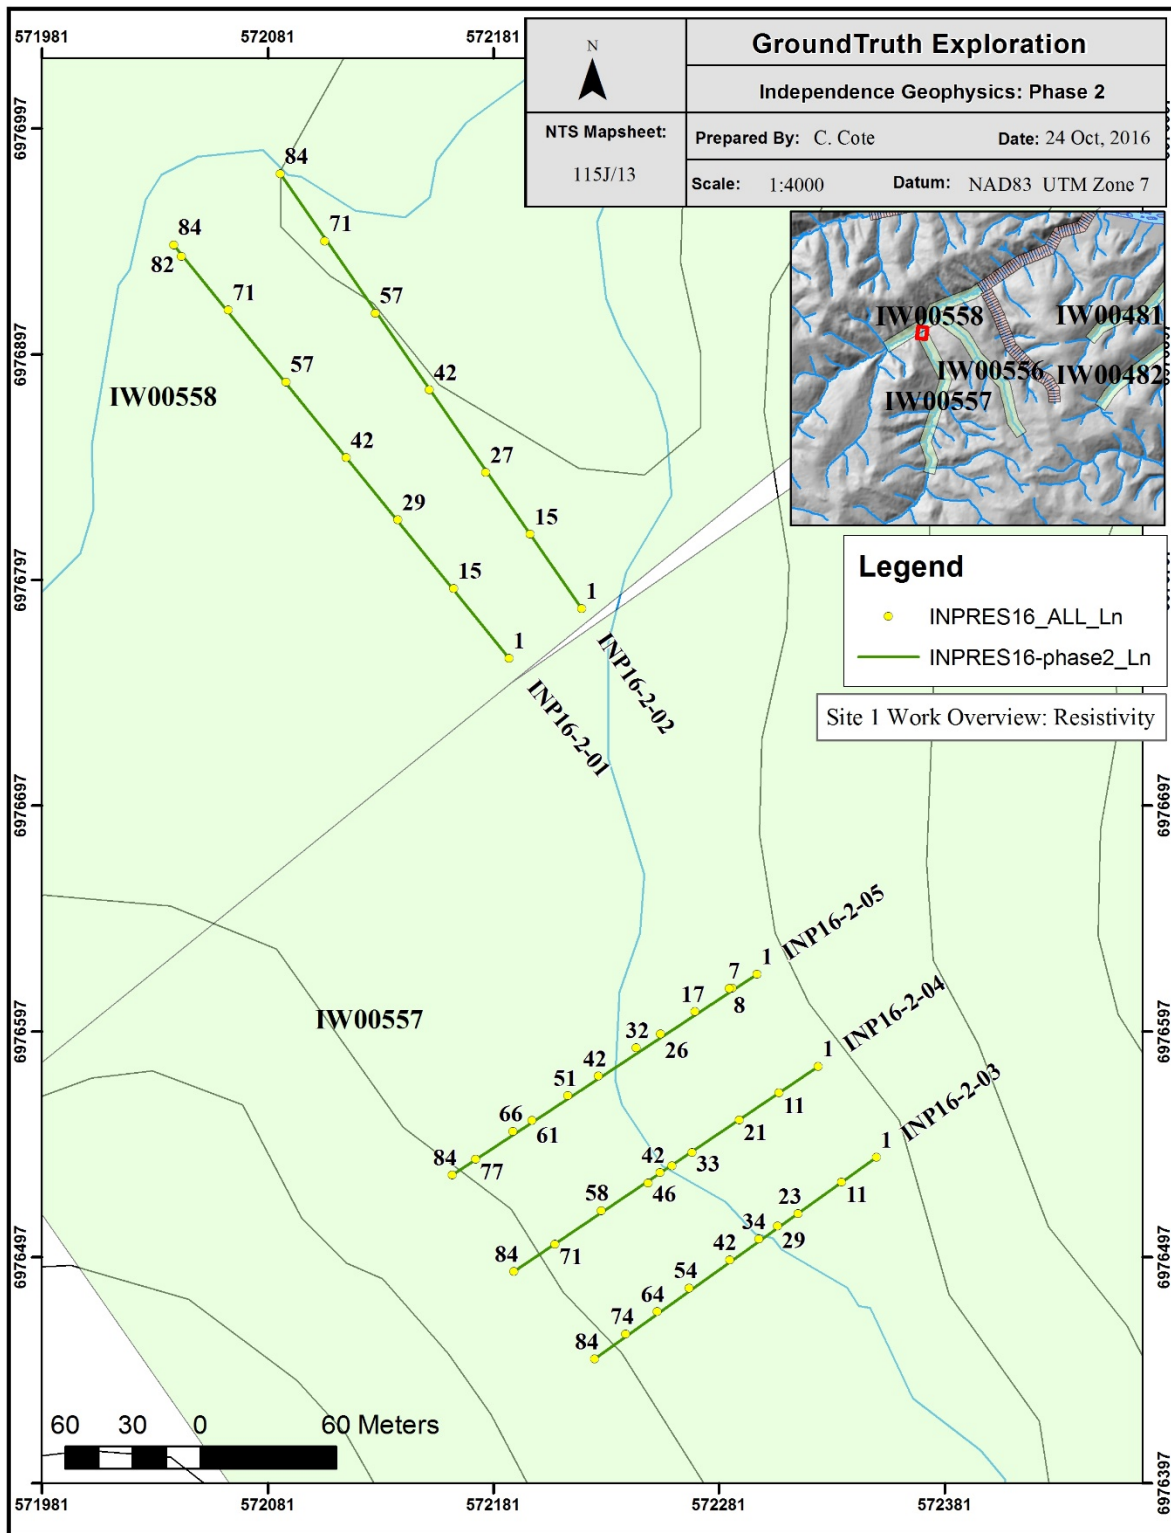 571981
572081
572181
N
GroundTruth Exploration
Independence Geophysics: Phase 2
NTS Mapsheet:
115J/13
Prepared By: C. Cote
Date: 24 Oct, 2016
Scale: 1:4000
Datum: NAD83 UTM Zone 7
6976997
84
71
57
42
27
15
1
INP16-2-02
84
82
71
57
42
29
15
1
INP16-2-01
IW00558
6976897
6976797
IW00558
IW00481
IW00556
IW00482
IW00557
Legend
INPRES16_ALL_Ln
INPRES16-phase2_Ln
Site 1 Work Overview: Resistivity
6976697
6976697
IW00557
1
INP16-2-05
7
8
17
26
32
42
51
61
66
77
84
6976597
6976597
1
INP16-2-04
11
21
33
42
46
58
71
84
1
INP16-2-03
11
23
29
34
42
54
64
74
84
6976497
6976497
60 30 0 60 Meters
6976397
6976397
571981
572081
572181
572281
572381